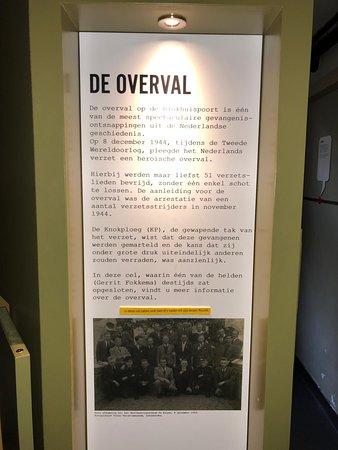 DE OVERVAL
De overval op de Blokhuispoort is één
van de meest spectaculaire gevangenis-
ontsnappingen uit de Nederlandse
geschiedenis.
Op 8 december 1944, tijdens de Tweede
Wereldoorlog, pleegde het Nederlands
verzet een heroïsche overval.
Hierbij werden maar liefst 51 verzets-
lieden bevrijd, zonder één enkel schot
te lossen. De aanleiding voor de
overval was de arrestatie van een
aantal verzetsstrijders in november
1944.
De Knokploeg (KP), de gewapende tak van
het verzet, wist dat deze gevangenen
werden gemarteld en de kans dat zij
onder grote druk uiteindelijk anderen
zouden verraden, was aanzienlijk.
In deze cel, waarin één van de helden
(Gerrit Fokkema) destijds zat
opgesloten, vindt u meer informatie
over de overval.